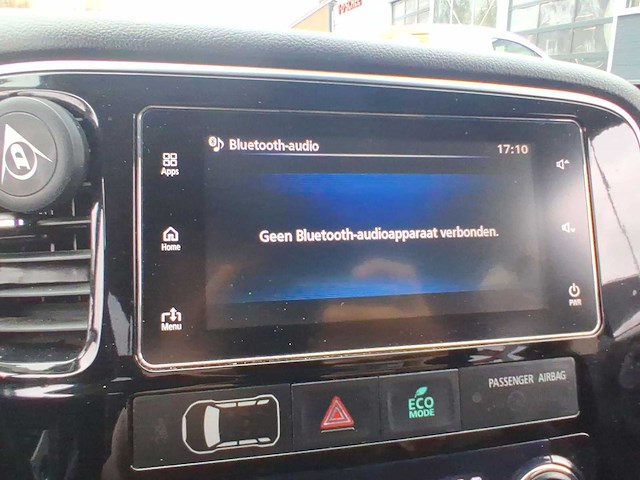 Bluetooth-audio
17:10
Apps
Geen Bluetooth-audioapparaat verbonden.
Home
Menu
PWR
ECO
MODE
PASSENGER AIRBAG